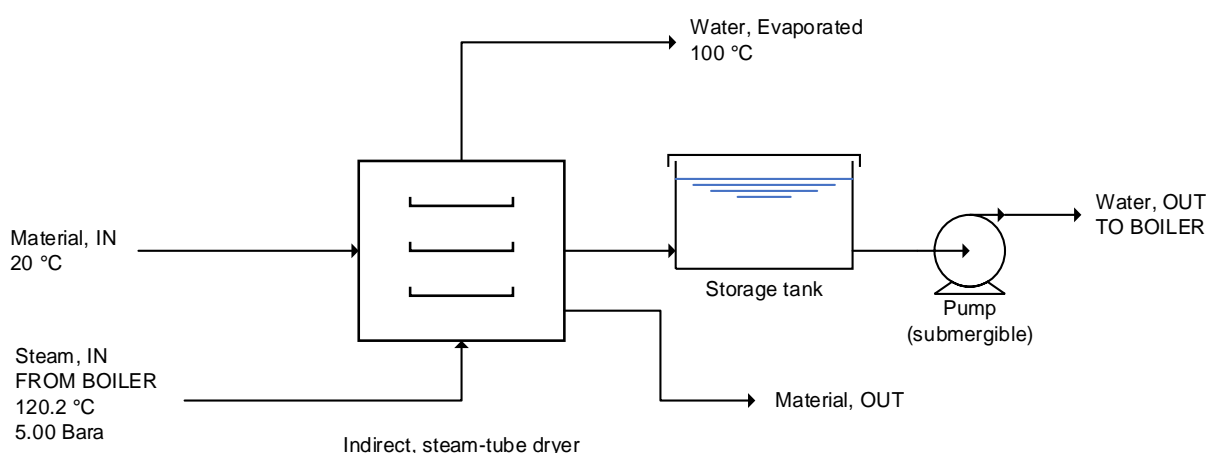 Water, Evaporated
100 °C
Material, IN
20 °C
Water, OUT
TO BOILER
Storage tank
Pump
(submergible)
Steam, IN
FROM BOILER
120.2 °C
5.00 Bara
Material, OUT
Indirect, steam-tube dryer